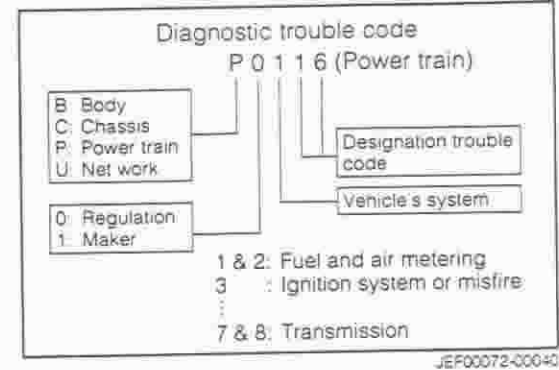 Diagnostic trouble code
P 0 1 1 6 (Power train)
B: Body
C: Chassis
P: Power train
U: Net work
Designation trouble
code
Vehicle's system
0: Regulation
1: Maker
1 & 2: Fuel and air metering
3 : Ignition system or misfire
7 & 8: Transmission
JEF00072-00040